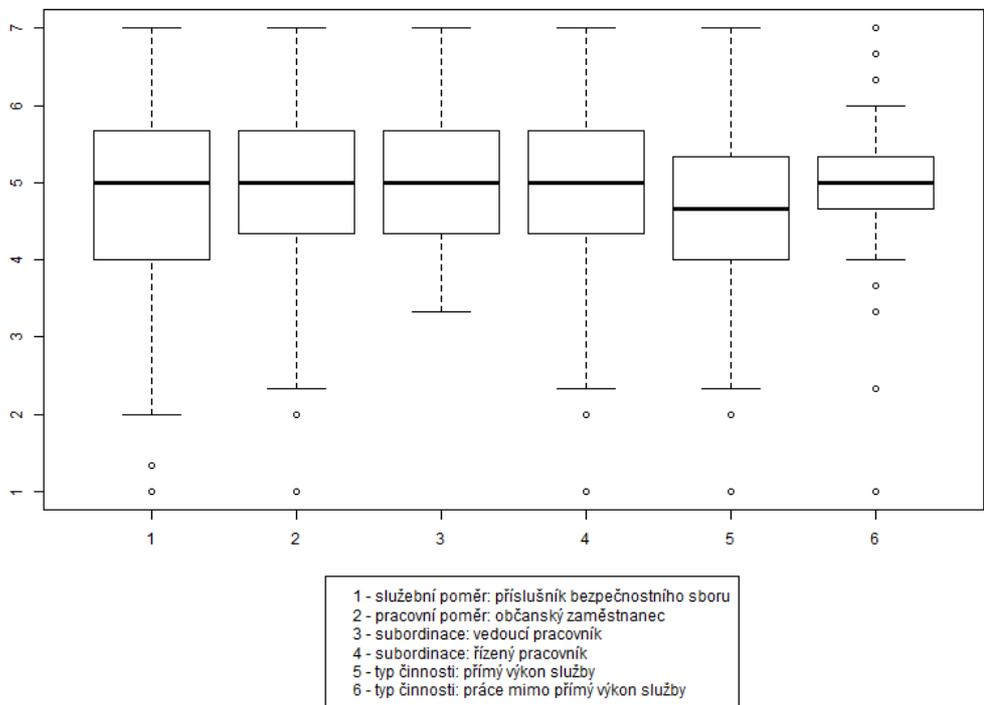 7
6
5
4
3
2
1
1 2 3 4 5 6
1 - služební poměr: příslušník bezpečnostního sboru
2 - pracovní poměr: občanský zaměstnanec
3 - subordinace: vedoucí pracovník
4 - subordinace: řízený pracovník
5 - typ činnosti: přímý výkon služby
6 - typ činnosti: práce mimo přímý výkon služby